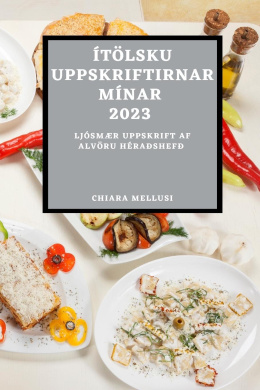 ÍTÖLSKU
UPPSKRIFTIRNAR
MÍNAR
2023
LJÓSMÆR UPPSKRIFT AF
ALVÖRU HÉRAÐSHEFÐ
CHIARA MELLUSI